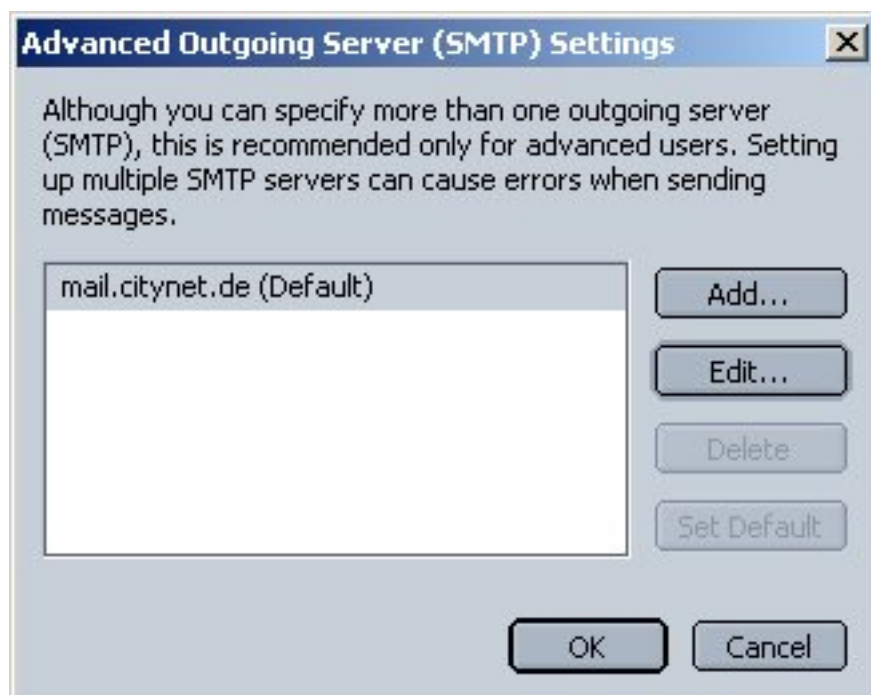 Advanced Outgoing Server (SMTP) Settings
Although you can specify more than one outgoing server
(SMTP), this is recommended only for advanced users. Setting
up multiple SMTP servers can cause errors when sending
messages.
mail.citynet.de (Default)
Add...
Edit...
Delete
Set Default
OK
Cancel